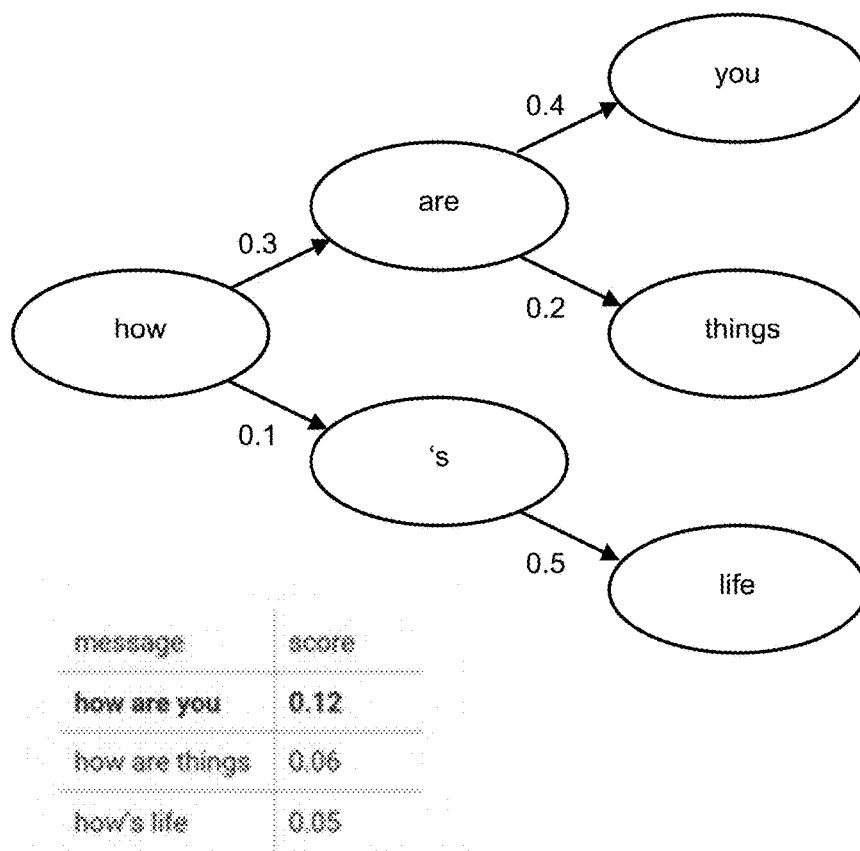 you
0.4
are
0.3
how
0.2
things
0.1
‘s
0.5
life
message score
how are you 0.12
how are things 0.06
how's life 0.05